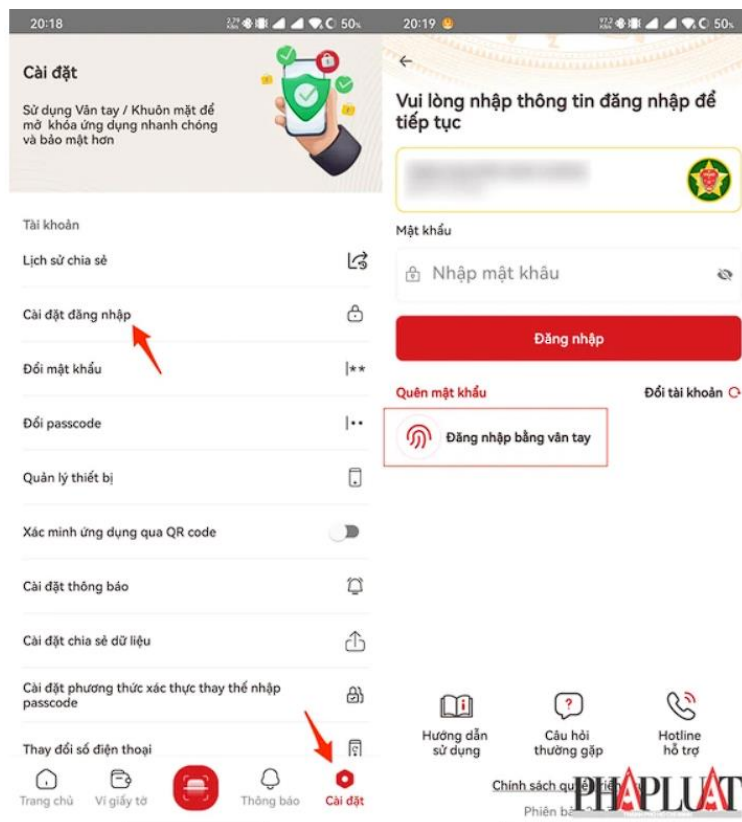 20:18
50%
Cài đặt
Sử dụng Vân tay / Khuôn mặt để
mở khóa ứng dụng nhanh chóng
và bảo mật hơn
Tài khoản
Lịch sử chia sẻ
Cài đặt đăng nhập
Đổi mật khẩu
|**
Đổi passcode
Quản lý thiết bị
Xác minh ứng dụng qua QR code
Cài đặt thông báo
Cài đặt chia sẻ dữ liệu
Cài đặt phương thức xác thực thay thế nhập
passcode
Thay đổi số điện thoại
Trang chủ
Ví giấy tờ
Thông báo
Cài đặt
20:19
50%
Vui lòng nhập thông tin đăng nhập để
tiếp tục
Mật khẩu
Nhập mật khẩu
Đăng nhập
Quên mật khẩu
Đổi tài khoản
Đăng nhập bằng vân tay
Hướng dẫn
sử dụng
Câu hỏi
thường gặp
Hotline
hỗ trợ
Chính sách
Phiên
PHÁPLUẬT